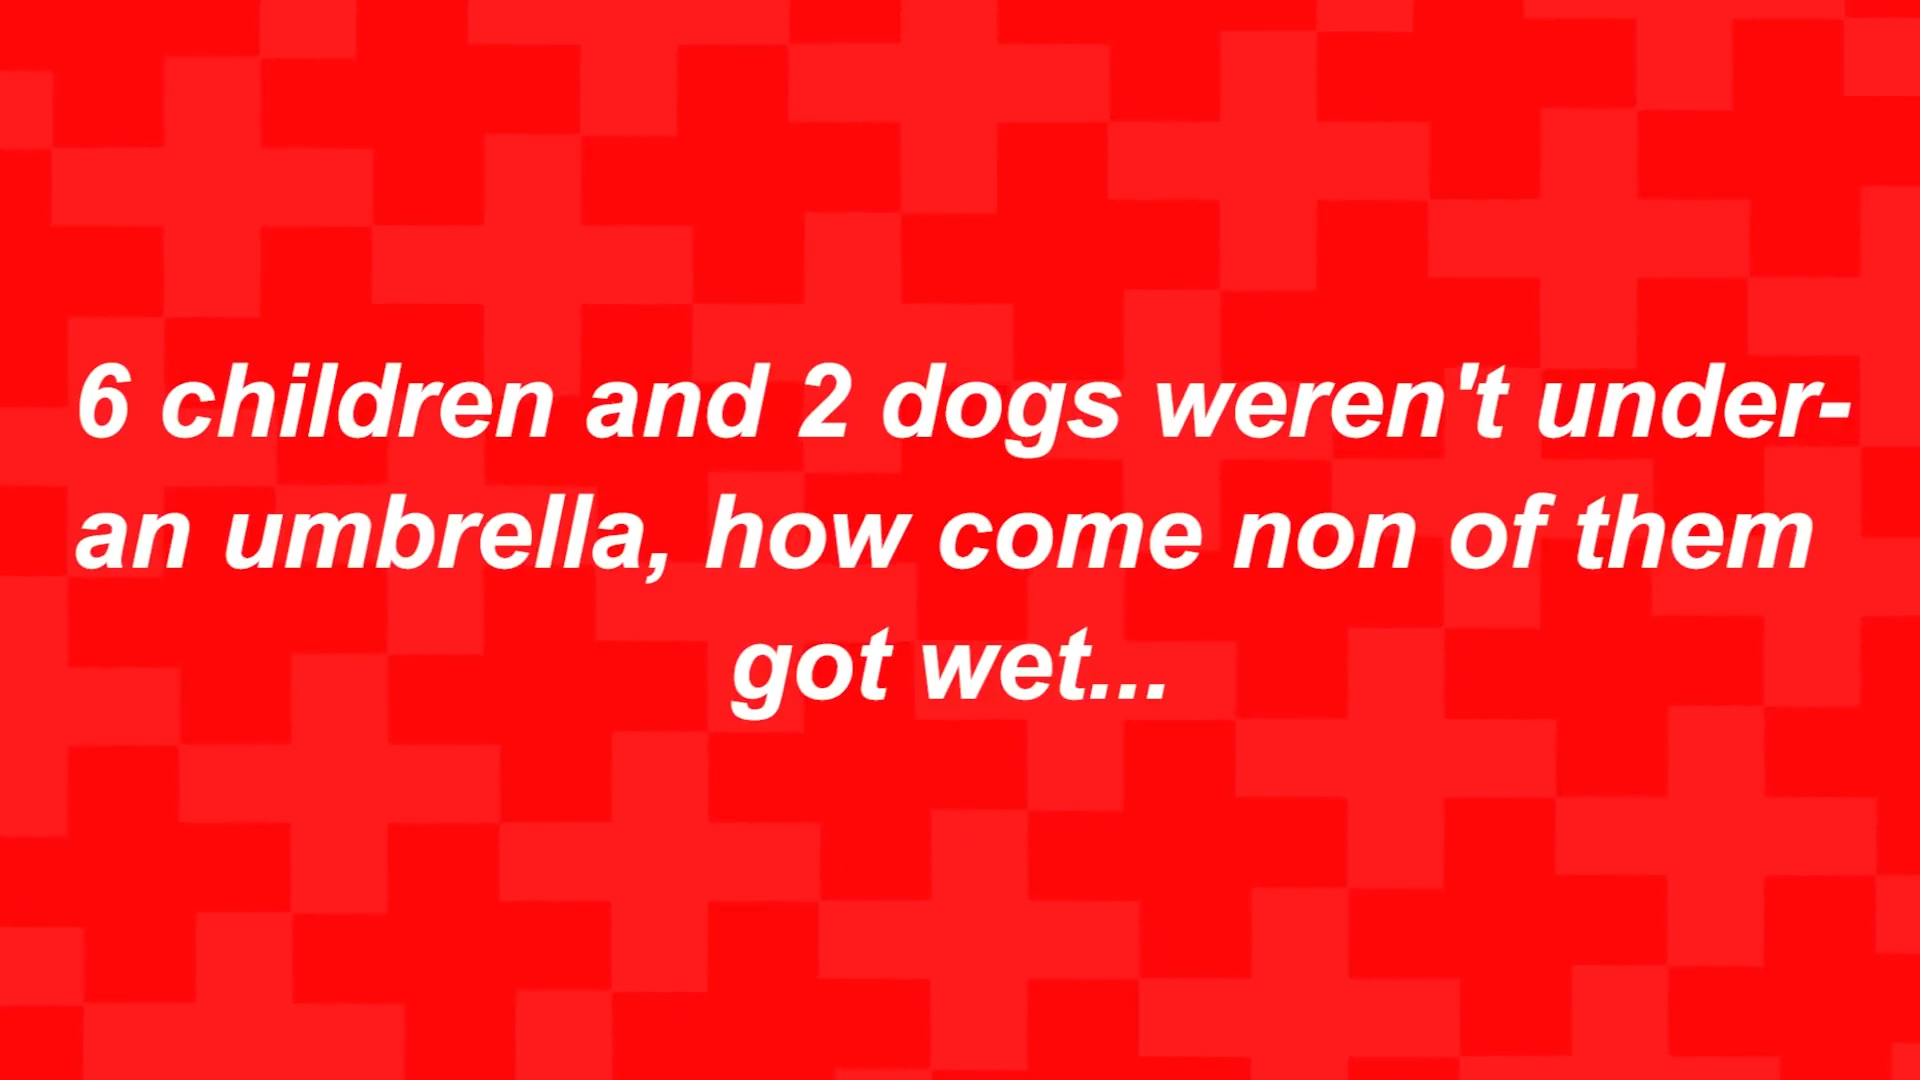 6 children and 2 dogs weren't under-
an umbrella, how come non of them
got wet...